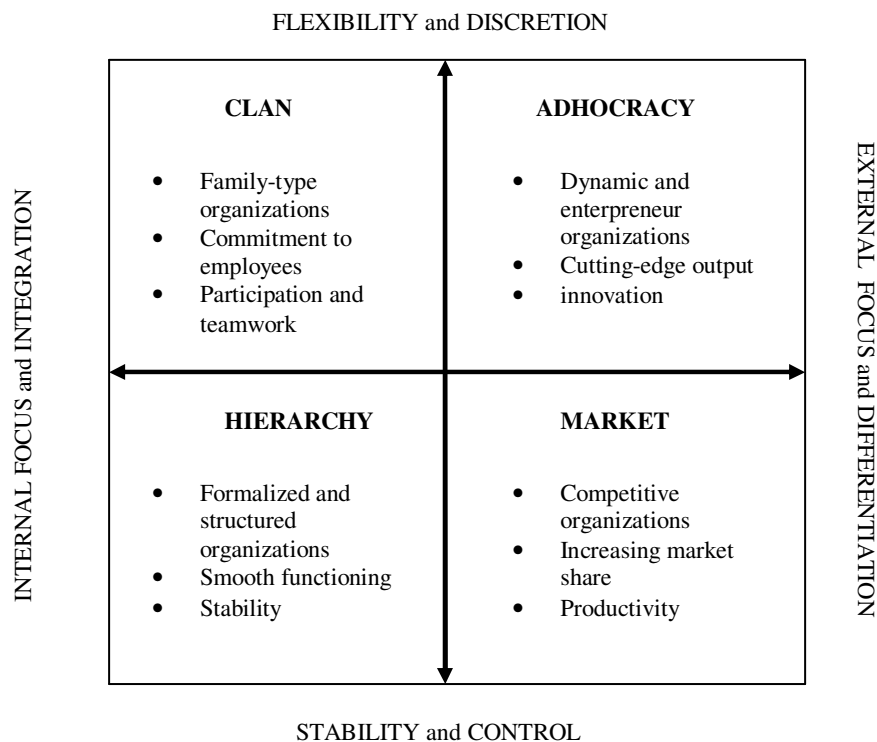 FLEXIBILITY and DISCRETION
INTERNAL FOCUS and INTEGRATION
CLAN
• Family-type
organizations
• Commitment to
employees
• Participation and
teamwork
ADHOCRACY
• Dynamic and
enterpreneur
organizations
• Cutting-edge output
• innovation
HIERARCHY
• Formalized and
structured
organizations
• Smooth functioning
• Stability
MARKET
• Competitive
organizations
• Increasing market
share
• Productivity
EXTERNAL FOCUS and DIFFERENTIATION
STABILITY and CONTROL